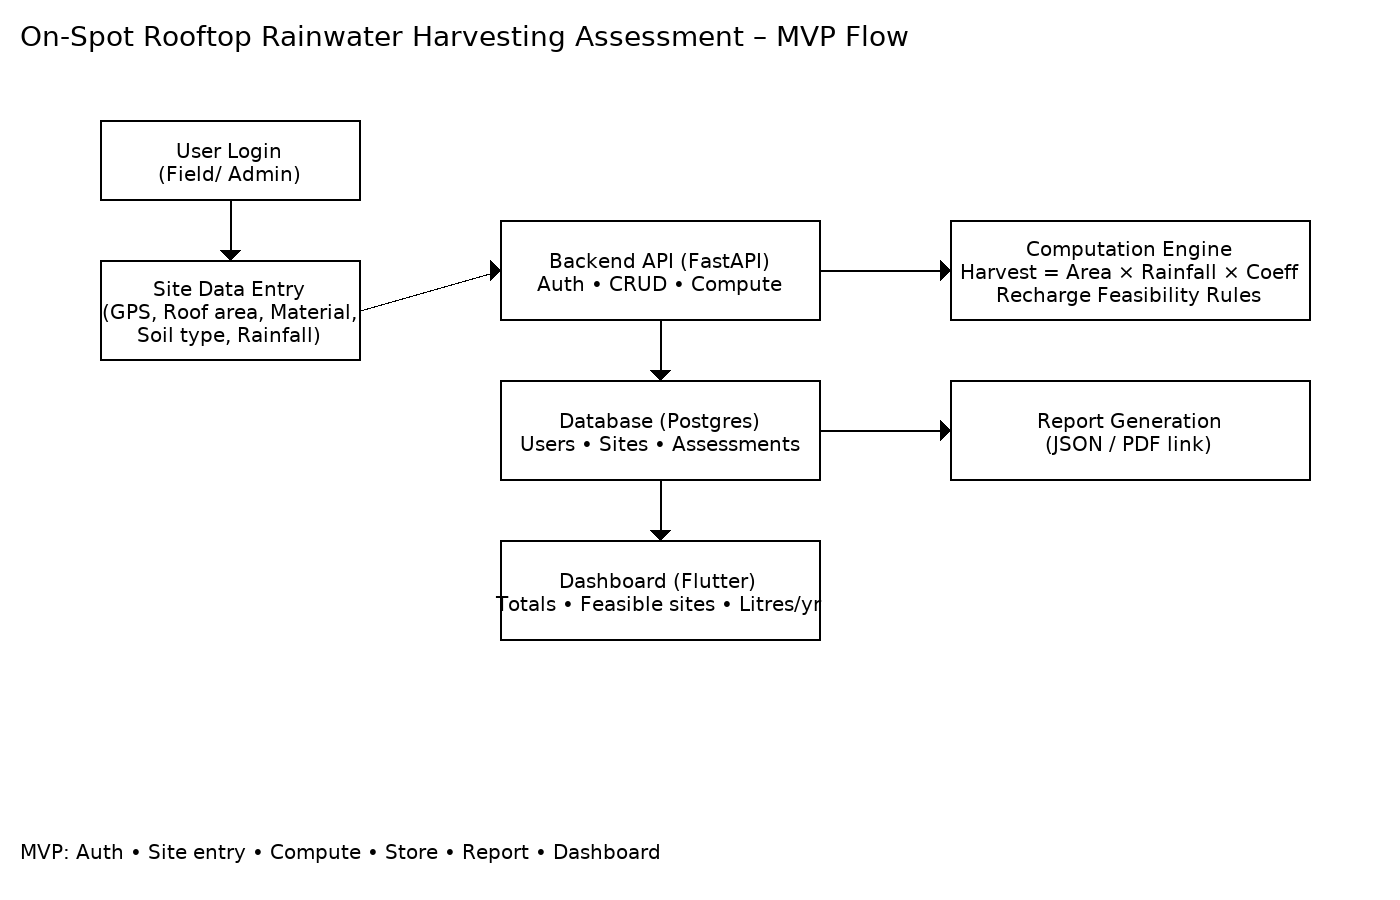 On-Spot Rooftop Rainwater Harvesting Assessment – MVP Flow
User Login
(Field/ Admin)
Site Data Entry
(GPS, Roof area, Material,
Soil type, Rainfall)
Backend API (FastAPI)
Auth • CRUD • Compute
Computation Engine
Harvest = Area × Rainfall × Coeff
Recharge Feasibility Rules
Database (Postgres)
Users • Sites • Assessments
Report Generation
(JSON / PDF link)
Dashboard (Flutter)
Totals • Feasible sites • Litres/yr
MVP: Auth • Site entry • Compute • Store • Report • Dashboard